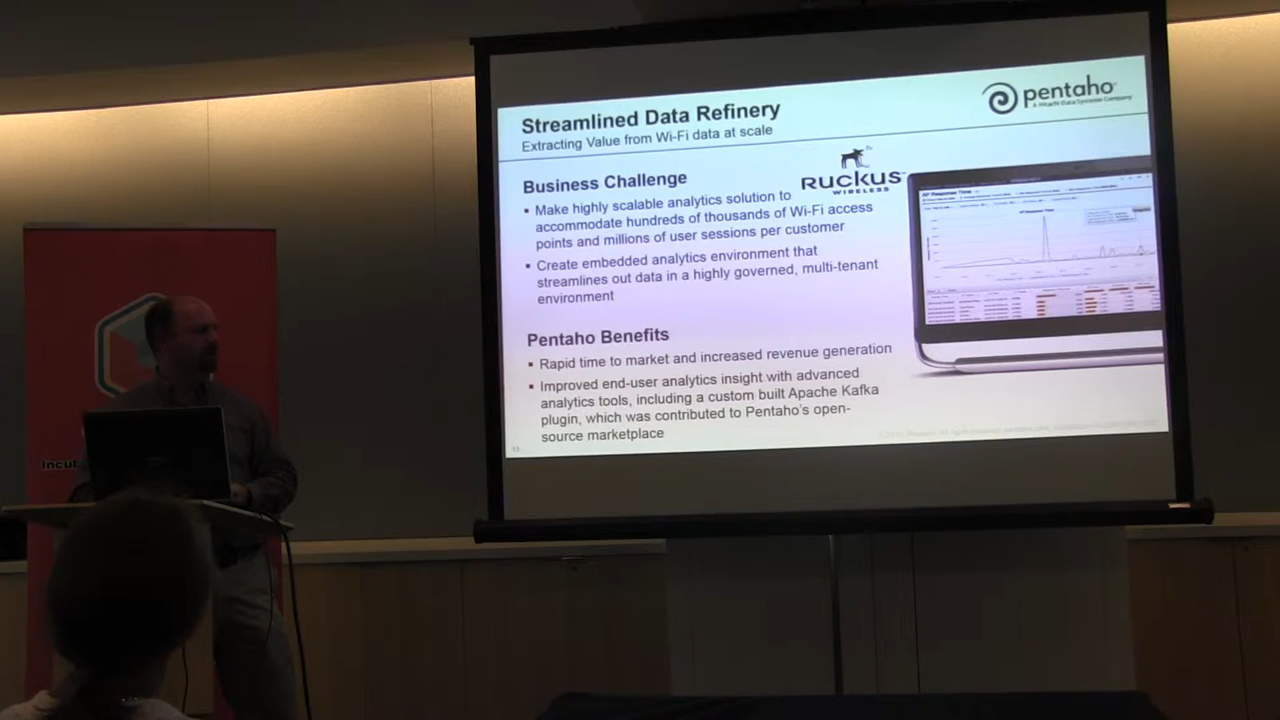 Streamlined Data Refinery
Extracting Value from Wi-Fi data at scale
pentaho
A Hitachi Data Systems Company
RUCKUS
WIRELESS
Business Challenge
▪ Make highly scalable analytics solution to
accommodate hundreds of thousands of Wi-Fi access
points and millions of user sessions per customer
▪ Create embedded analytics environment that
streamlines out data in a highly governed, multi-tenant
environment
AP Response Time
Pentaho Benefits
▪ Rapid time to market and increased revenue generation
▪ Improved end-user analytics insight with advanced
analytics tools, including a custom built Apache Kafka
plugin, which was contributed to Pentaho's open-
source marketplace
Incu